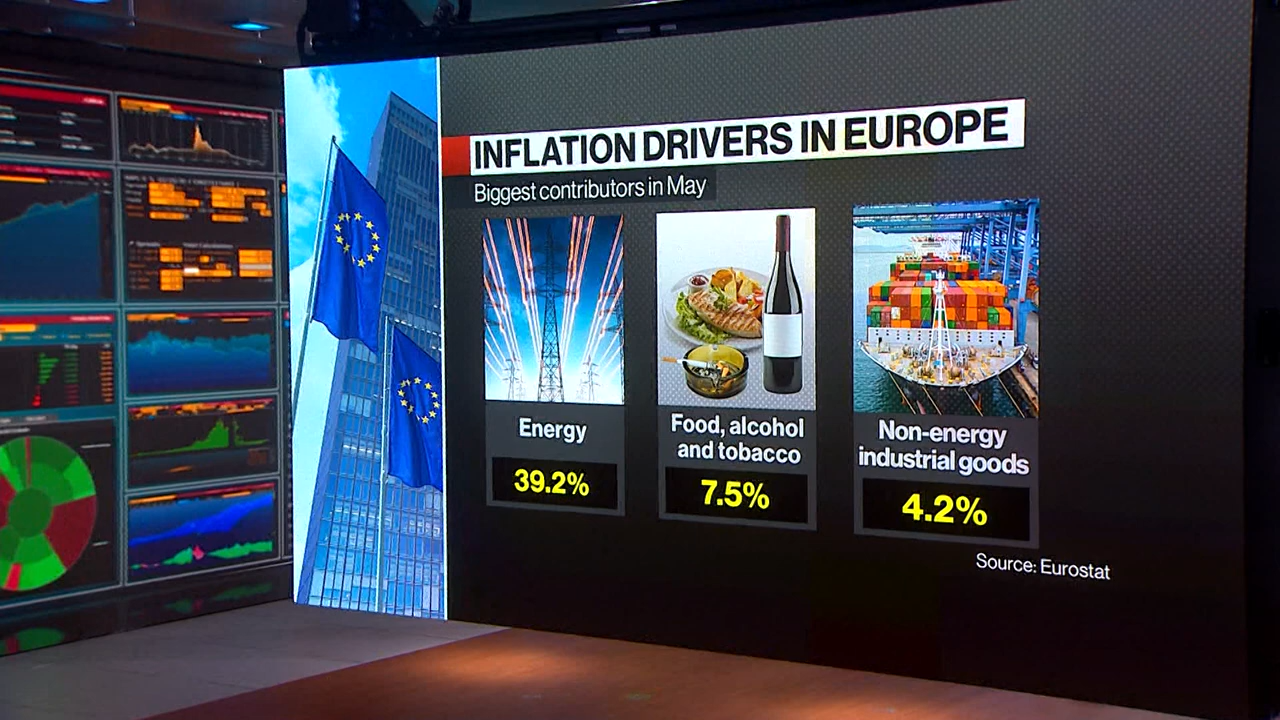 INFLATION DRIVERS IN EUROPE
Biggest contributors in May
Energy
39.2%
Food, alcohol
and tobacco
7.5%
Non-energy
industrial goods
4.2%
Source: Eurostat